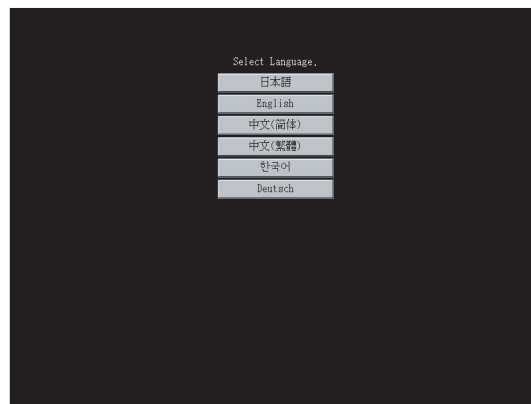 Select Language.
日本語
English
中文(简体)
中文(繁體)
한국어
Deutsch